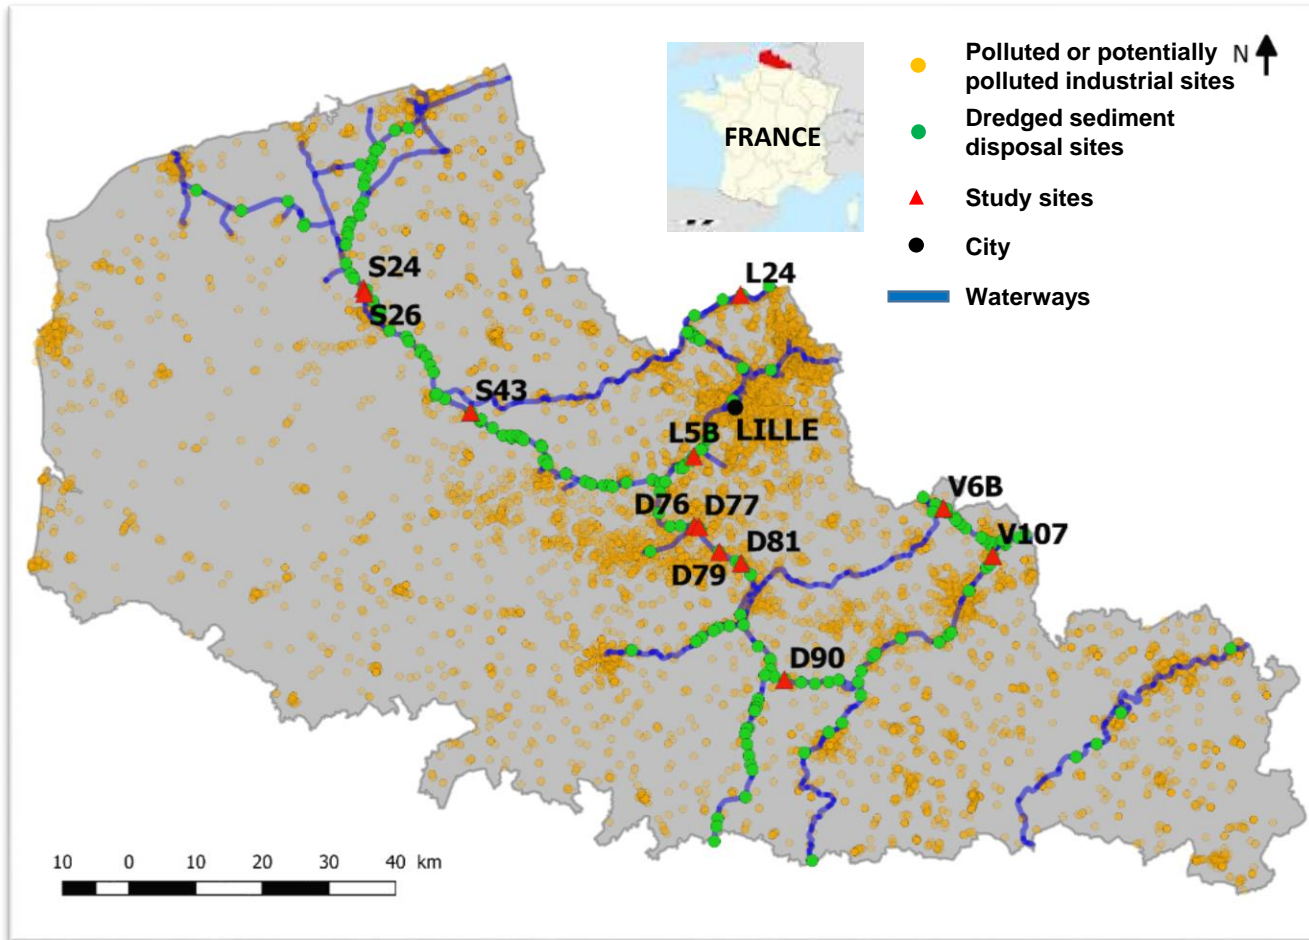 Polluted or potentially
polluted industrial sites
N
Dredged sediment
disposal sites
Study sites
City
Waterways
FRANCE
S24
S26
L24
S43
LILLE
L5B
D76
D77
D81
D79
V6B
V107
D90
10 0 10 20 30 40 km